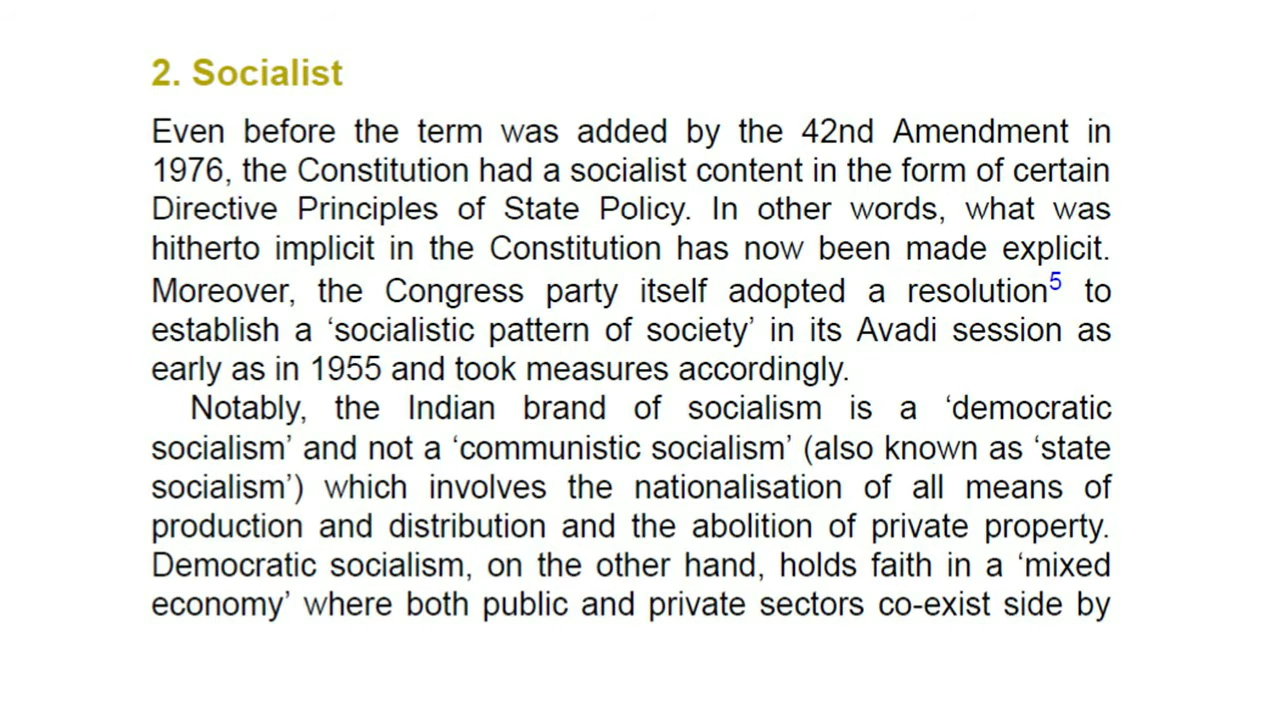 2. Socialist
Even before the term was added by the 42nd Amendment in
1976, the Constitution had a socialist content in the form of certain
Directive Principles of State Policy. In other words, what was
hitherto implicit in the Constitution has now been made explicit.
Moreover, the Congress party itself adopted a resolution5 to
establish a ‘socialistic pattern of society’ in its Avadi session as
early as in 1955 and took measures accordingly.
Notably, the Indian brand of socialism is a ‘democratic
socialism’ and not a ‘communistic socialism’ (also known as ‘state
socialism’) which involves the nationalisation of all means of
production and distribution and the abolition of private property.
Democratic socialism, on the other hand, holds faith in a ‘mixed
economy’ where both public and private sectors co-exist side by